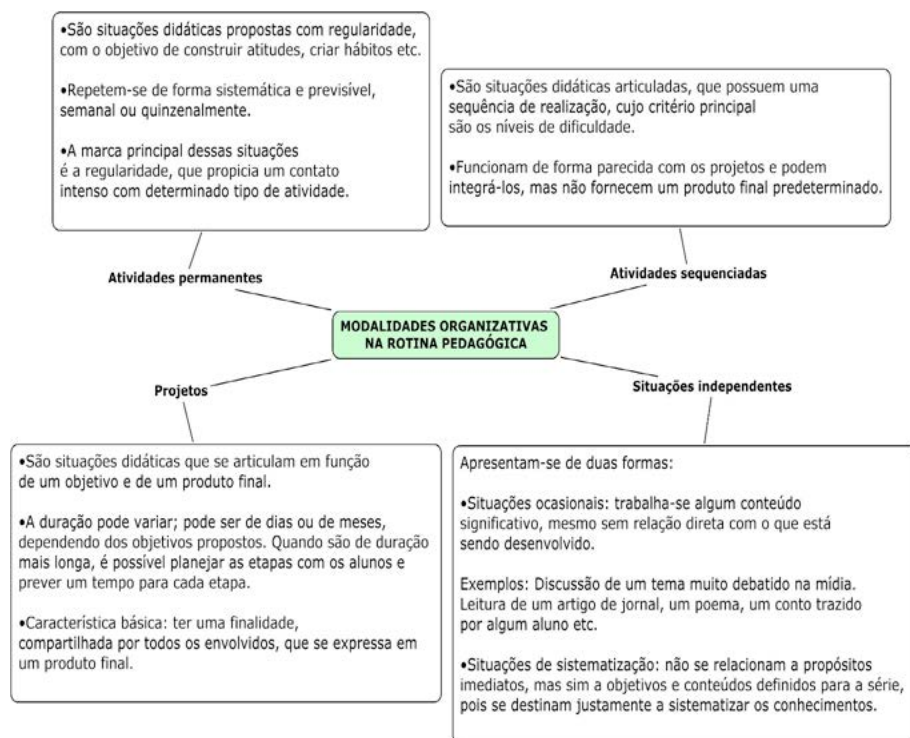 •São situações didáticas propostas com regularidade,
com o objetivo de construir atitudes, criar hábitos etc.
•Repetem-se de forma sistemática e previsível,
semanal ou quinzenalmente.
•A marca principal dessas situações
é a regularidade, que propicia um contato
intenso com determinado tipo de atividade.
Atividades permanentes
•São situações didáticas articuladas, que possuem uma
sequência de realização, cujo critério principal
são os níveis de dificuldade.
•Funcionam de forma parecida com os projetos e podem
integrá-los, mas não fornecem um produto final predeterminado.
Atividades sequenciadas
MODALIDADES ORGANIZATIVAS
NA ROTINA PEDAGÓGICA
Projetos
•São situações didáticas que se articulam em função
de um objetivo e de um produto final.
•A duração pode variar; pode ser de dias ou de meses,
dependendo dos objetivos propostos. Quando são de duração
mais longa, é possível planejar as etapas com os alunos e
prever um tempo para cada etapa.
•Característica básica: ter uma finalidade,
compartilhada por todos os envolvidos, que se expressa em
um produto final.
Situações independentes
Apresentam-se de duas formas:
•Situações ocasionais: trabalha-se algum conteúdo
significativo, mesmo sem relação direta com o que está
sendo desenvolvido.
Exemplos: Discussão de um tema muito debatido na mídia.
Leitura de um artigo de jornal, um poema, um conto trazido
por algum aluno etc.
•Situações de sistematização: não se relacionam a propósitos
imediatos, mas sim a objetivos e conteúdos definidos para a série,
pois se destinam justamente a sistematizar os conhecimentos.